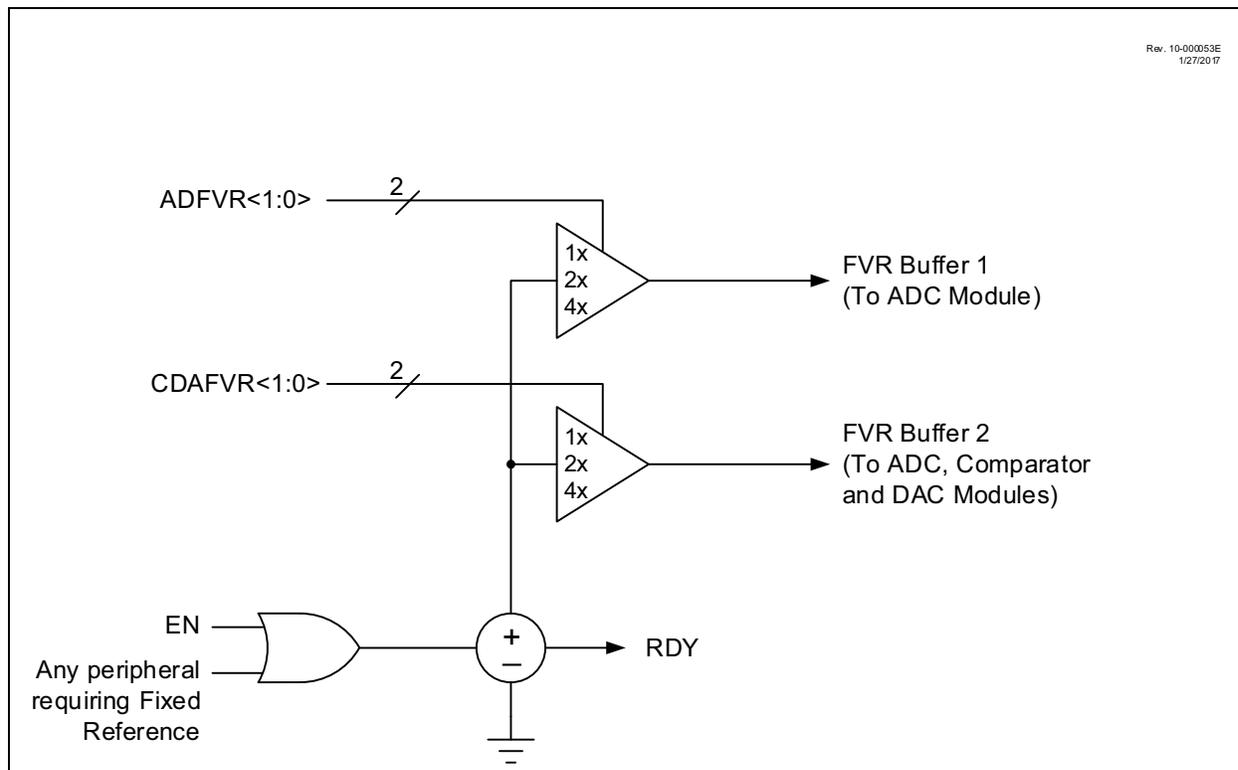 Rev. 10-000053E
1/27/2017
ADFVR<1:0>
2
1x
2x
4x
FVR Buffer 1
(To ADC Module)
CDAFVR<1:0>
2
1x
2x
4x
FVR Buffer 2
(To ADC, Comparator
and DAC Modules)
EN
Any peripheral
requiring Fixed
Reference
+
–
RDY